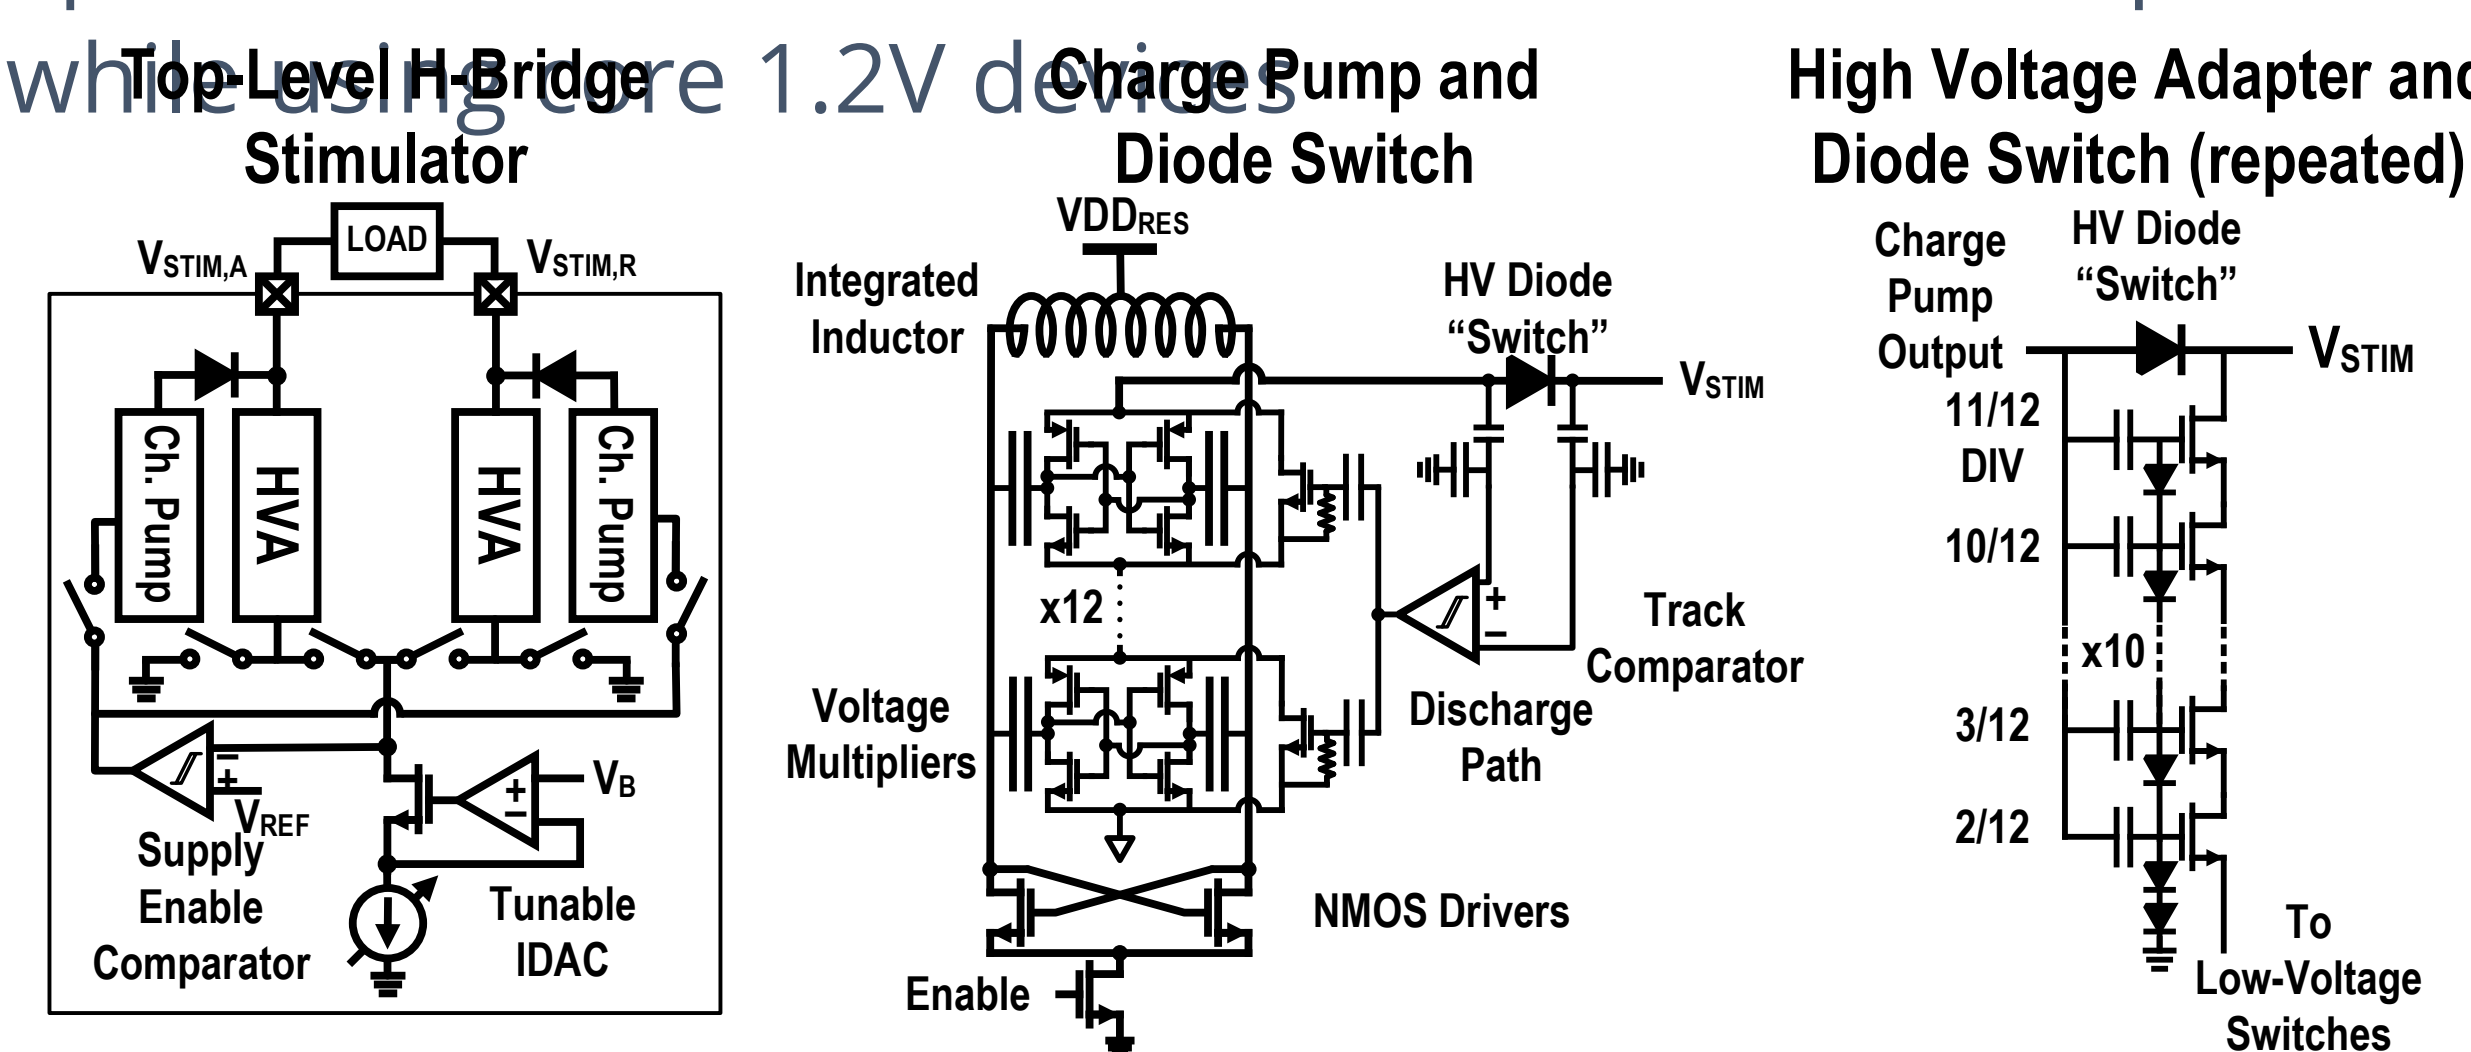 while using core 1.2V devices
Top-Level H-Bridge
Stimulator
LOAD
VSTIM,A
VSTIM,R
Ch. Pump
HVA
HVA
Ch. Pump
VREF
VB
Supply
Enable
Comparator
Tunable
IDAC
Charge Pump and
Diode Switch
VDDRES
Integrated
Inductor
HV Diode
“Switch”
VSTIM
x12
Voltage
Multipliers
Track
Comparator
Discharge
Path
NMOS Drivers
Enable
High Voltage Adapter and
Diode Switch (repeated)
Charge
Pump
Output
HV Diode
“Switch”
VSTIM
11/12
DIV
10/12
x10
3/12
2/12
To
Low-Voltage
Switches